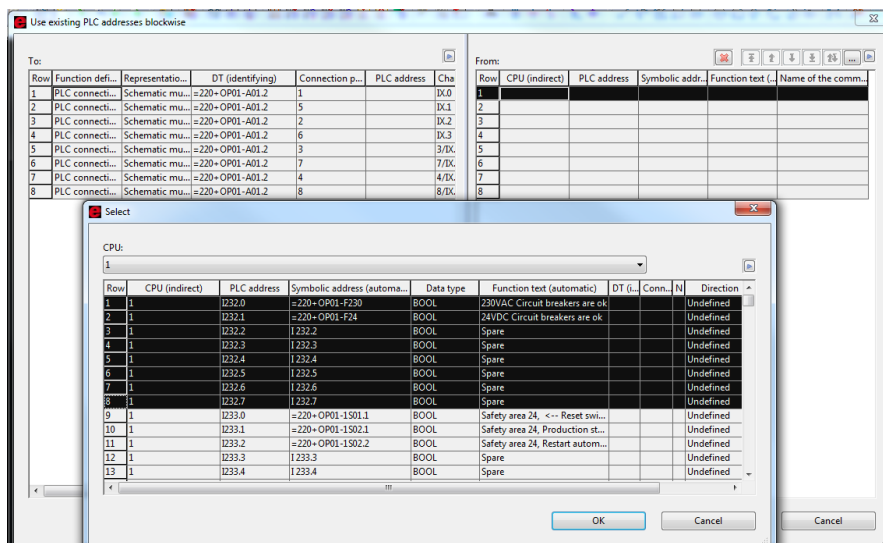 Use existing PLC addresses blockwise
To:
Row Function defi... Representatio... DT (identifying) Connection p... PLC address Cha
1 PLC connecti... Schematic mu... =220+OP01-A01.2 1 IX.0
2 PLC connecti... Schematic mu... =220+OP01-A01.2 5 IX.1
3 PLC connecti... Schematic mu... =220+OP01-A01.2 2 IX.2
4 PLC connecti... Schematic mu... =220+OP01-A01.2 6 IX.3
5 PLC connecti... Schematic mu... =220+OP01-A01.2 3 3/IX.
6 PLC connecti... Schematic mu... =220+OP01-A01.2 7 7/IX.
7 PLC connecti... Schematic mu... =220+OP01-A01.2 4 4/IX.
8 PLC connecti... Schematic mu... =220+OP01-A01.2 8 8/IX.
From:
...
Row CPU (indirect) PLC address Symbolic addr... Function text (... Name of the comm...
1
2
3
4
5
6
7
8
Select
CPU:
1
Row CPU (indirect) PLC address Symbolic address (automa... Data type Function text (automatic) DT (i... Conn... N Direction
1 1 I232.0 =220+OP01-F230 BOOL 230VAC Circuit breakers are ok Undefined
2 1 I232.1 =220+OP01-F24 BOOL 24VDC Circuit breakers are ok Undefined
3 1 I232.2 I 232.2 BOOL Spare Undefined
4 1 I232.3 I 232.3 BOOL Spare Undefined
5 1 I232.4 I 232.4 BOOL Spare Undefined
6 1 I232.5 I 232.5 BOOL Spare Undefined
7 1 I232.6 I 232.6 BOOL Spare Undefined
8 1 I232.7 I 232.7 BOOL Spare Undefined
9 1 I233.0 =220+OP01-1S01.1 BOOL Safety area 24, <-- Reset swi... Undefined
10 1 I233.1 =220+OP01-1S02.1 BOOL Safety area 24, Production st... Undefined
11 1 I233.2 =220+OP01-1S02.2 BOOL Safety area 24, Restart autom... Undefined
12 1 I233.3 I 233.3 BOOL Spare Undefined
13 1 I233.4 I 233.4 BOOL Spare Undefined
OK Cancel
Cancel